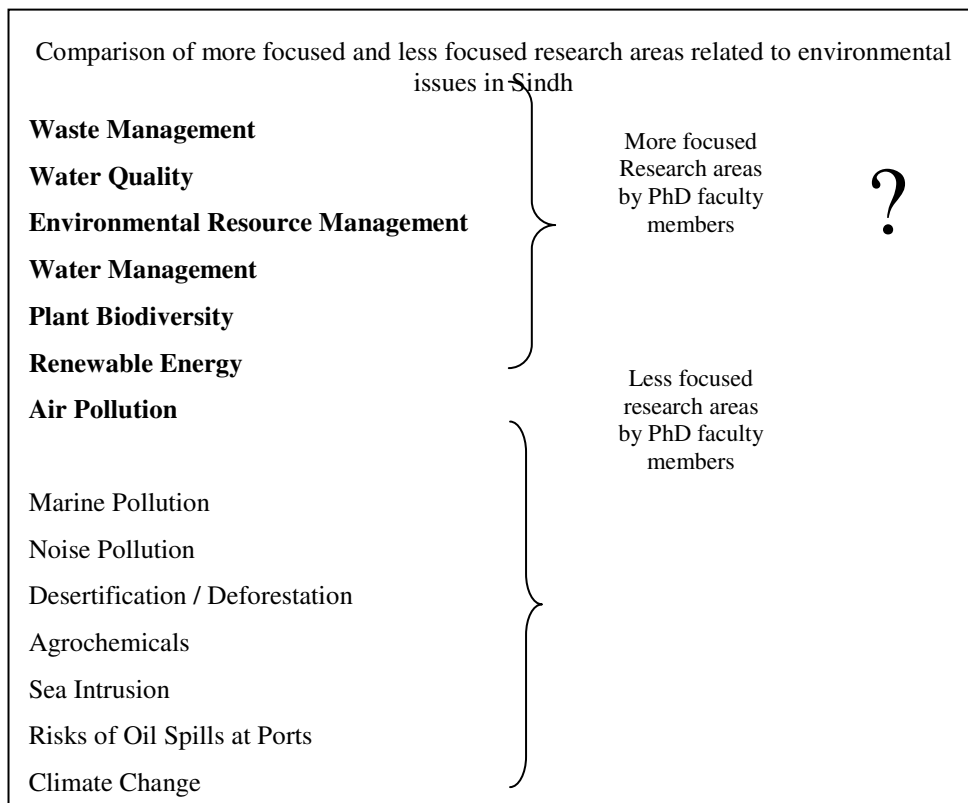 Comparison of more focused and less focused research areas related to environmental
issues in Sindh
Waste Management
Water Quality
Environmental Resource Management
Water Management
Plant Biodiversity
Renewable Energy
Air Pollution
More focused
Research areas
by PhD faculty
members
?
Less focused
research areas
by PhD faculty
members
Marine Pollution
Noise Pollution
Desertification / Deforestation
Agrochemicals
Sea Intrusion
Risks of Oil Spills at Ports
Climate Change